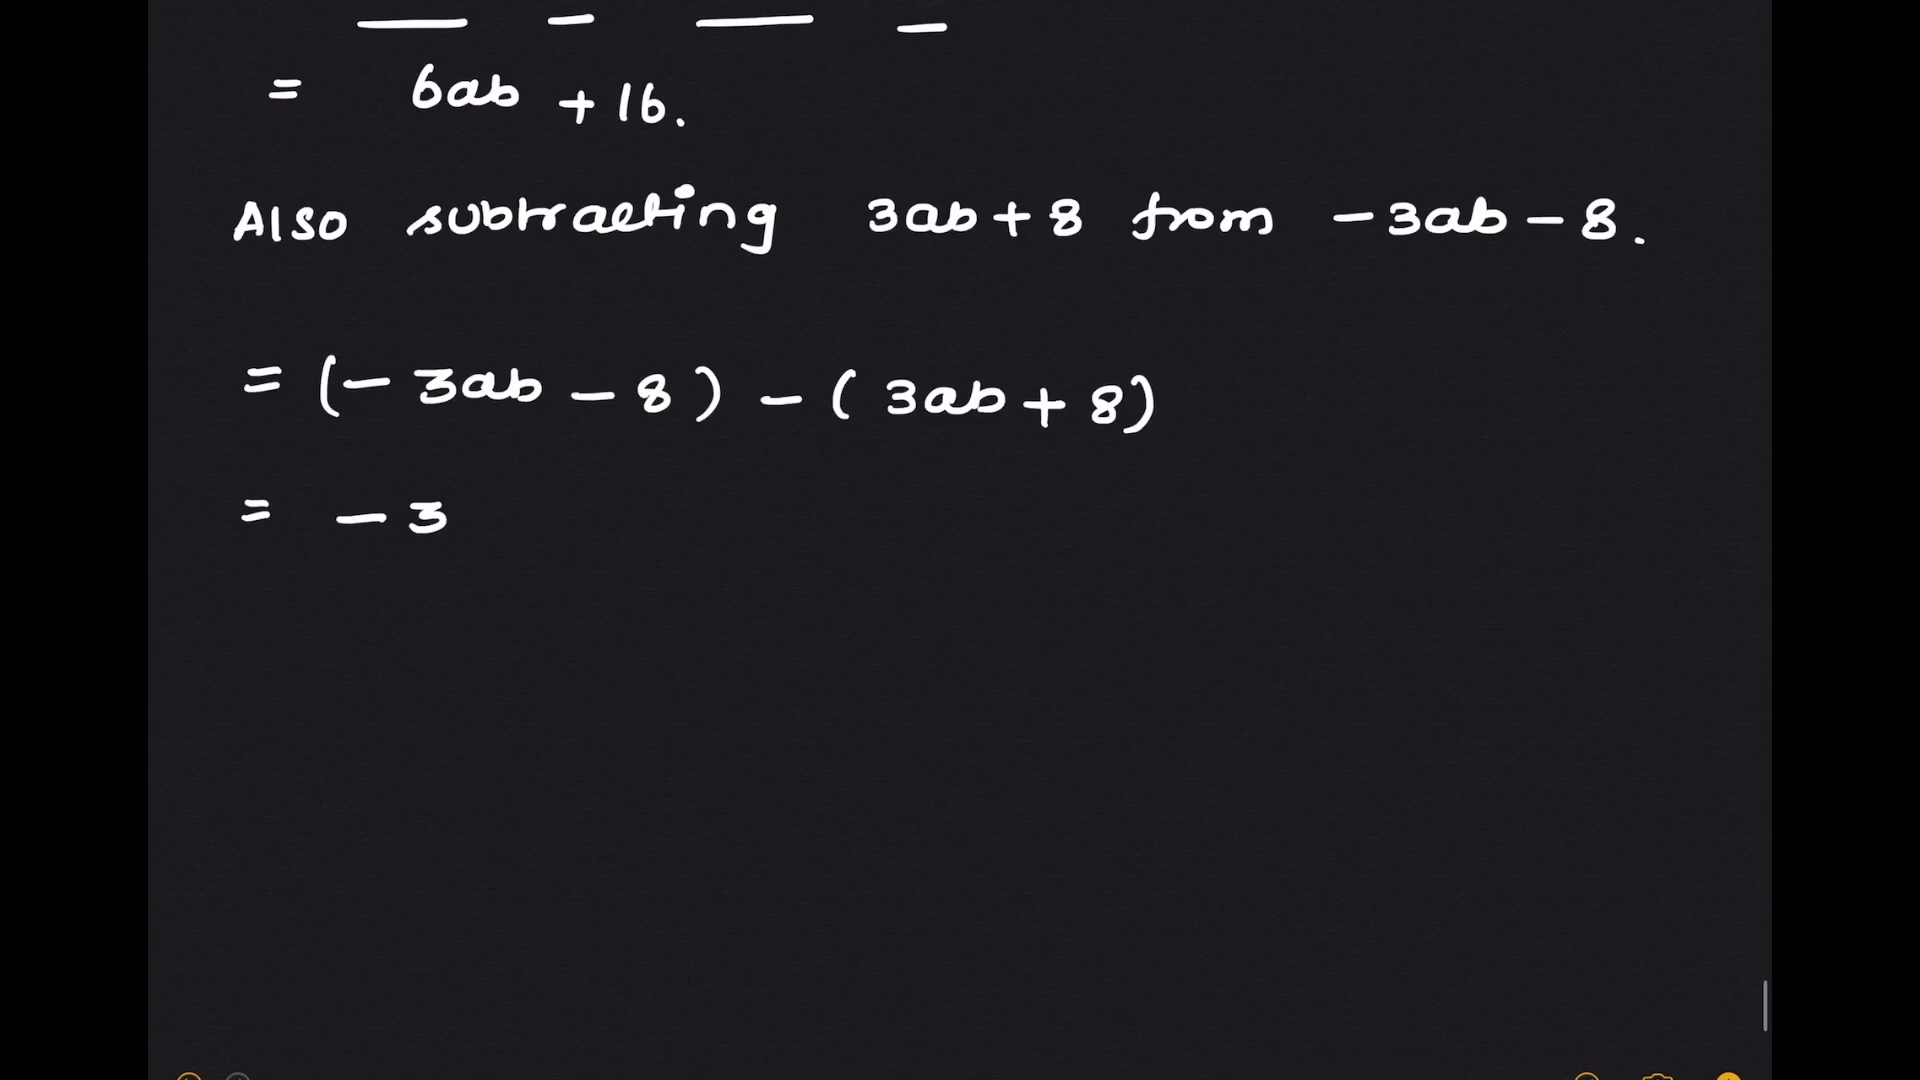 = 6ab + 16.
Also subtracting 3ab + 8 from - 3ab - 8.
= (- 3ab - 8) - ( 3ab + 8)
= - 3